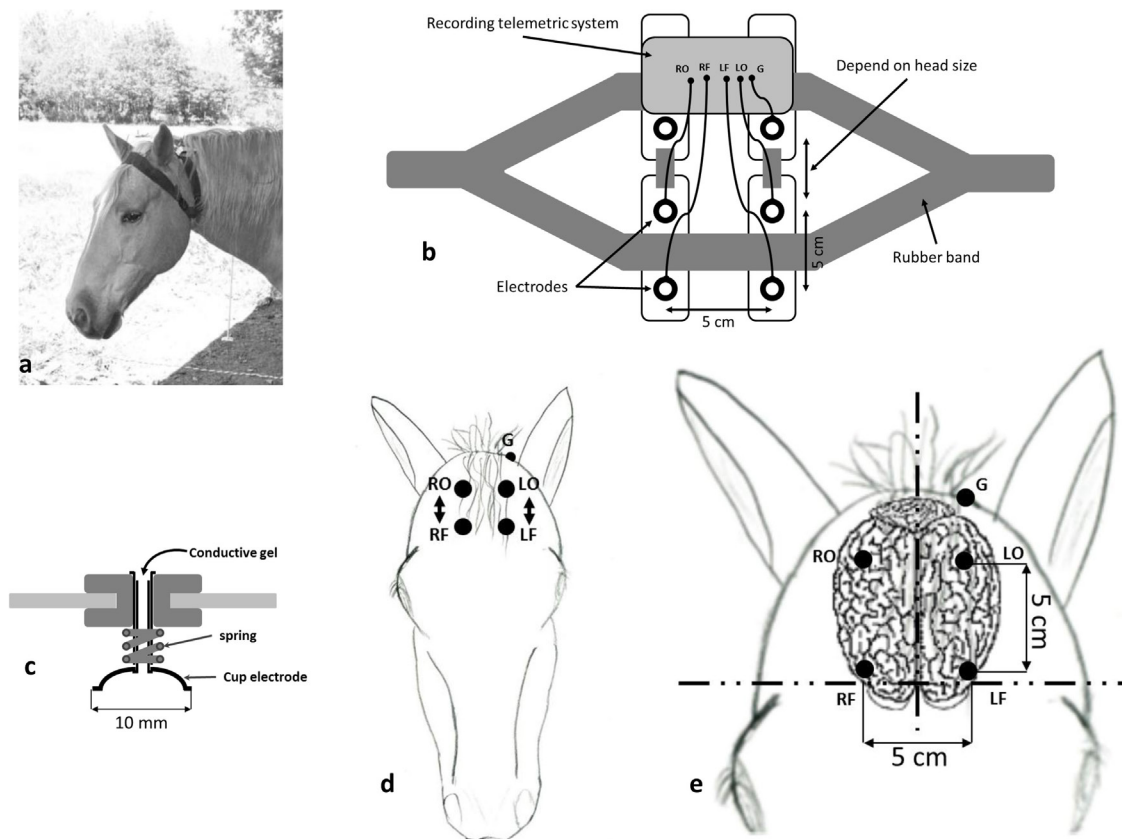 a
Recording telemetric system
RO RF LF LO G
Depend on head size
b
5 cm
Rubber band
Electrodes
5 cm
Conductive gel
spring
Cup electrode
c
10 mm
G
RO LO
RF LF
d
G
RO LO
5 cm
RF LF
5 cm
e